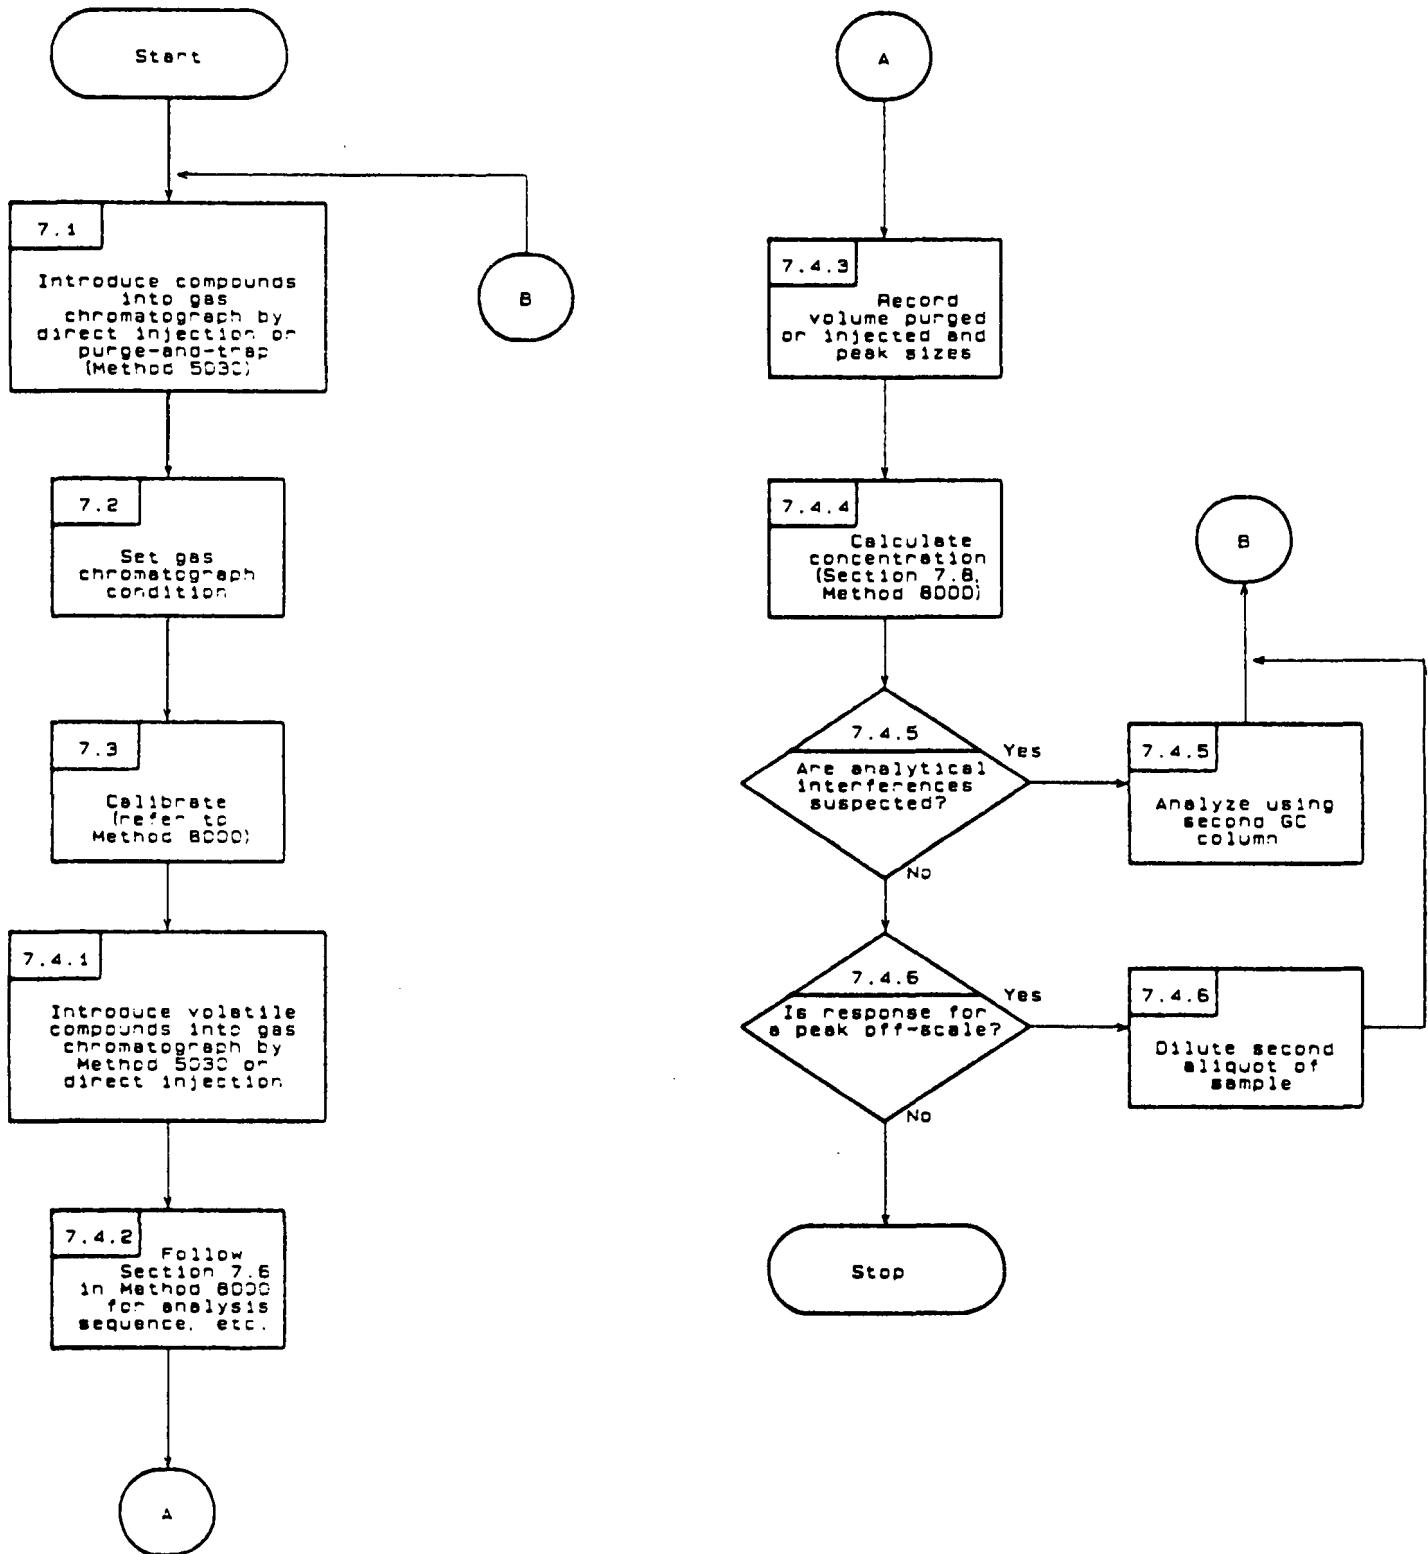 Start
7.1
Introduce compounds
into gas
chromatograph by
direct injection or
purge-and-trap
(Method 5030)
B
7.2
Set gas
chromatograph
condition
7.3
Calibrate
(refer to
Method 8000)
7.4.1
Introduce volatile
compounds into gas
chromatograph by
Method 5030 or
direct injection
7.4.2
Follow
Section 7.6
in Method 8000
for analysis
sequence, etc.
A
A
7.4.3
Record
volume purged
or injected and
peak sizes
7.4.4
Calculate
concentration
(Section 7.8,
Method 8000)
B
7.4.5
Are analytical
interferences
suspected?
Yes
No
7.4.5
Analyze using
second GC
column
7.4.6
Is response for
a peak off-scale?
Yes
No
7.4.6
Dilute second
aliquot of
sample
Stop